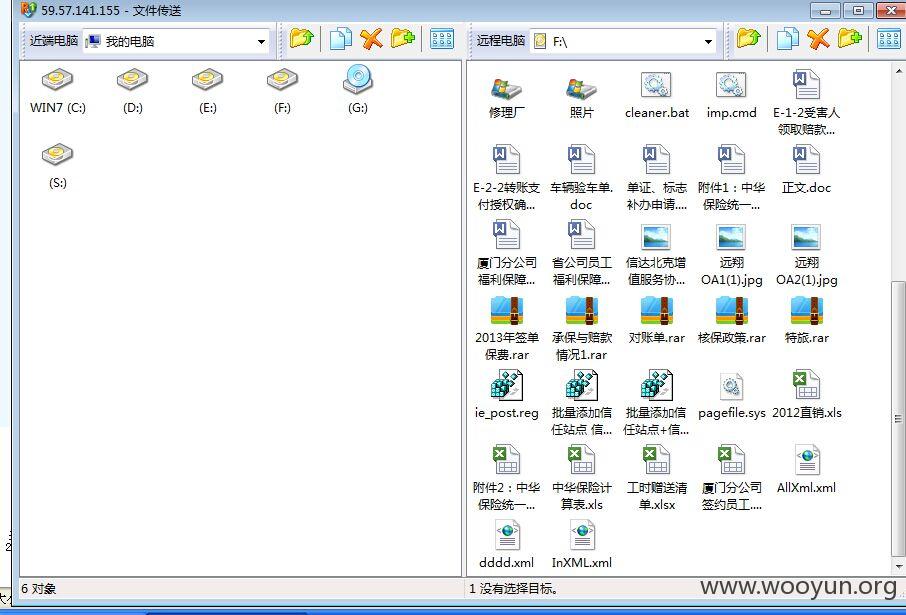 59.57.141.155 - 文件传送
近端电脑 我的电脑
远程电脑 F:\
WIN7 (C:)
(D:)
(E:)
(F:)
(G:)
(S:)
修理厂
照片
cleaner.bat
imp.cmd
E-1-2受害人
领取赔款...
E-2-2转账支
付授权确...
车辆验车单.
doc
单证、标志
补办申请....
附件1：中华
保险统一...
正文.doc
厦门分公司
福利保障...
省公司员工
福利保障...
信达北克增
值服务协...
远翔
OA1(1).jpg
远翔
OA2(1).jpg
2013年签单
保费.rar
承保与赔款
情况1.rar
对账单.rar
核保政策.rar
特旅.rar
ie_post.reg
批量添加信
任站点 信...
批量添加信
任站点+信...
pagefile.sys
2012直销.xls
附件2：中华
保险统一...
中华保险计
算表.xls
工时赠送清
单.xlsx
厦门分公司
签约员工....
AllXml.xml
dddd.xml
InXML.xml
6 对象
1 没有选择目标。
www.wooyun.org